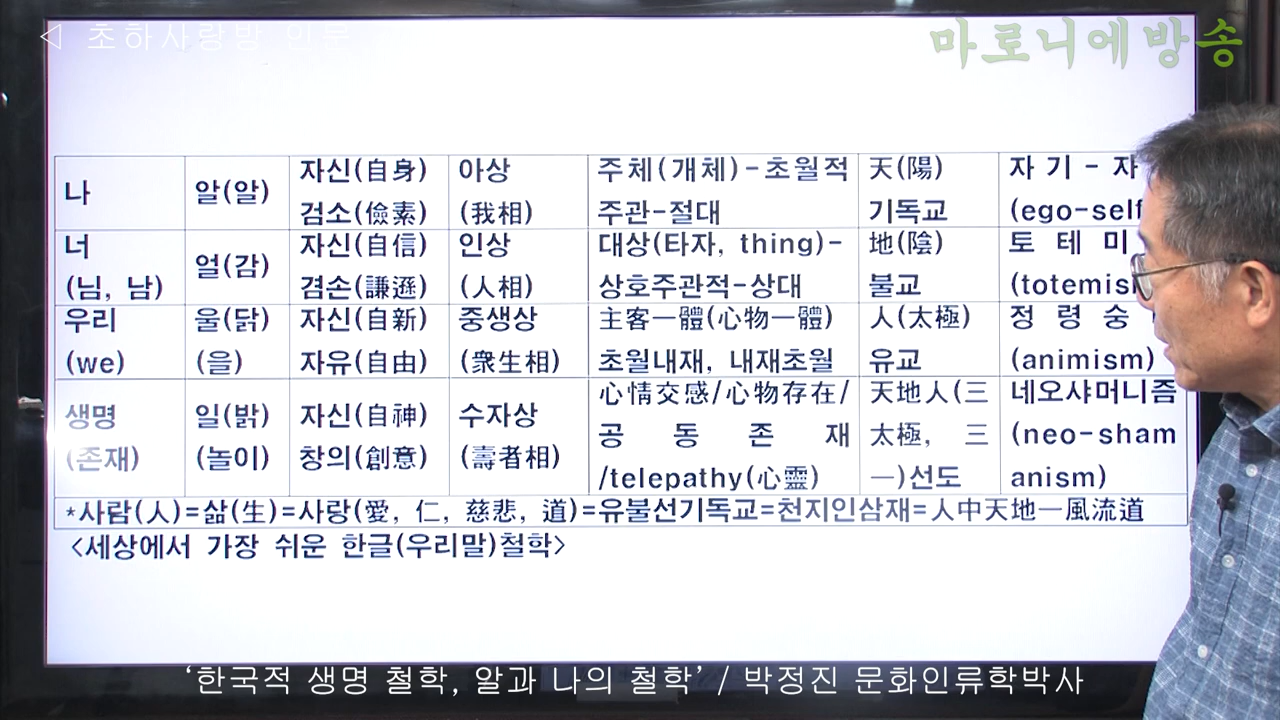 ◁ 초하사랑방 인문
마로니에방송
나 알(알) 자신(自身) 검소(儉素) 아상 (我相) 주체(개체)-초월적 주관-절대 天(陽) 기독교 자기-자 (ego-self
너 (님, 남) 얼(감) 자신(自信) 겸손(謙遜) 인상 (人相) 대상(타자, thing)- 상호주관적-상대 地(陰) 불교 토테미 (totemis
우리 (we) 울(닭) (을) 자신(自新) 자유(自由) 중생상 (衆生相) 主客一體(心物一體) 초월내재, 내재초월 人(太極) 유교 정령숭 (animism)
생명 (존재) 일(밝) (놀이) 자신(自神) 창의(創意) 수자상 (壽者相) 心情交感/心物存在/ 공동존재 /telepathy(心靈) 天地人(三 太極, 三 一)선도 네오샤머니즘 (neo-sham anism)
*사람(人)=삶(生)=사랑(愛, 仁, 慈悲, 道)=유불선기독교=천지인삼재=人中天地一風流道
<세상에서 가장 쉬운 한글(우리말)철학>
‘한국적 생명 철학, 알과 나의 철학’ / 박정진 문화인류학박사